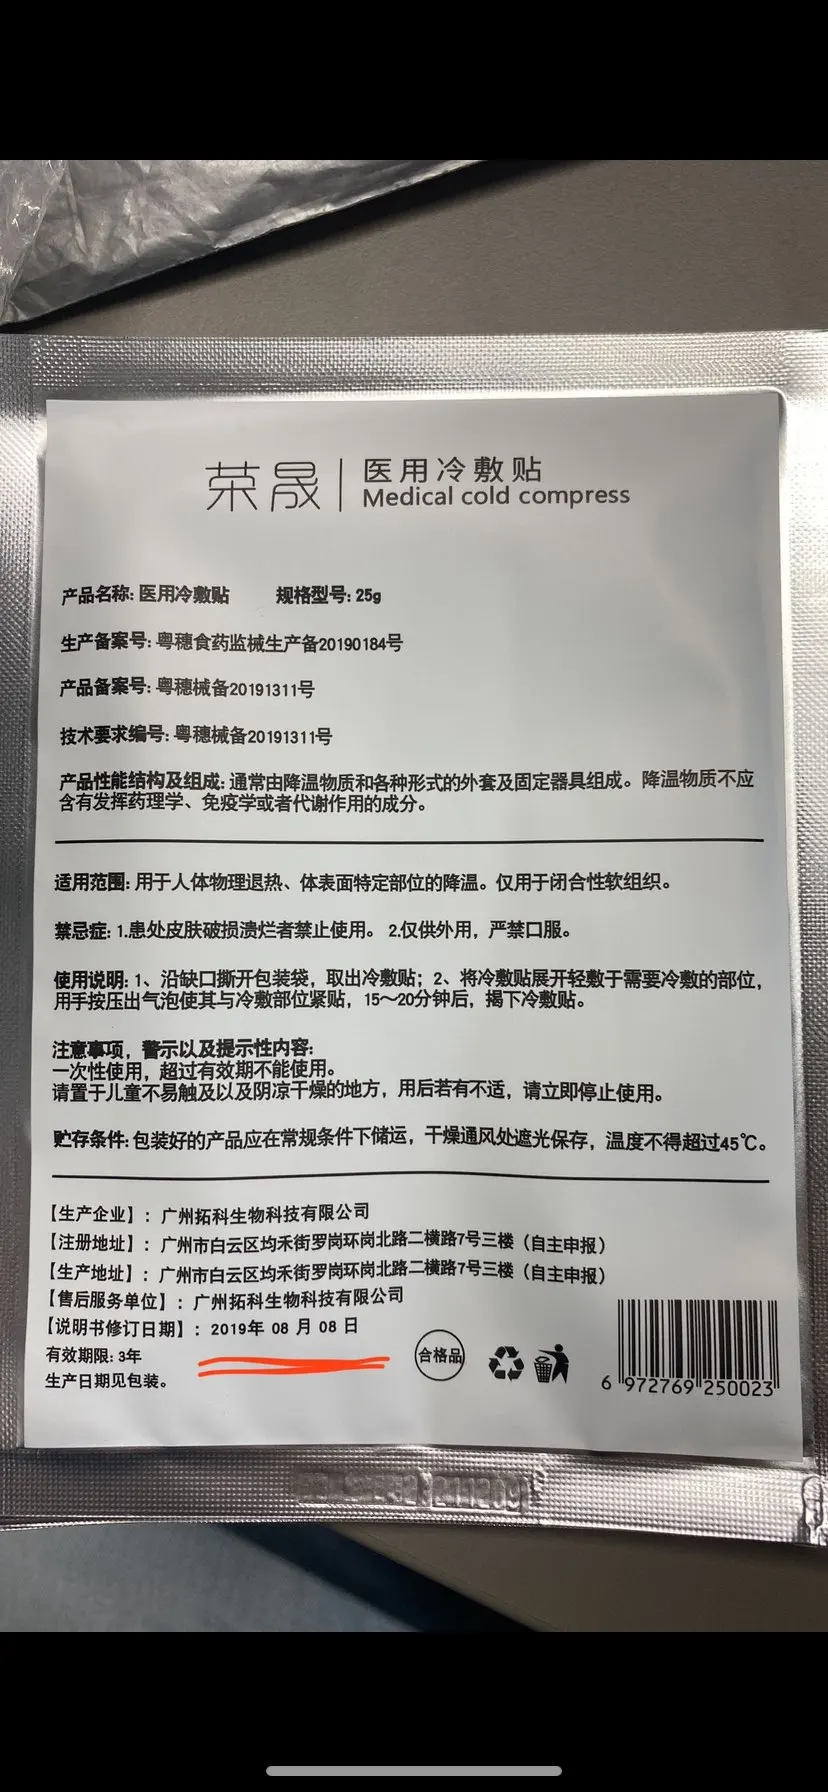 荣晟
医用冷敷贴
Medical cold compress
产品名称: 医用冷敷贴 规格型号: 25g
生产备案号: 粤穗食药监械生产备20190184号
产品备案号: 粤穗械备20191311号
技术要求编号: 粤穗械备20191311号
产品性能结构及组成: 通常由降温物质和各种形式的外套及固定器具组成。降温物质不应
含有发挥药理学、免疫学或者代谢作用的成分。
适用范围: 用于人体物理退热、体表面特定部位的降温。仅用于闭合性软组织。
禁忌症: 1.患处皮肤破损溃烂者禁止使用。 2.仅供外用，严禁口服。
使用说明: 1、沿缺口撕开包装袋，取出冷敷贴；2、将冷敷贴展开轻敷于需要冷敷的部位，
用手按压出气泡使其与冷敷部位紧贴，15～20分钟后，揭下冷敷贴。
注意事项，警示以及提示性内容:
一次性使用，超过有效期不能使用。
请置于儿童不易触及以及阴凉干燥的地方，用后若有不适，请立即停止使用。
贮存条件: 包装好的产品应在常规条件下储运，干燥通风处遮光保存，温度不得超过45℃。
【生产企业】: 广州拓科生物科技有限公司
【注册地址】: 广州市白云区均禾街罗岗环岗北路二横路7号三楼（自主申报）
【生产地址】: 广州市白云区均禾街罗岗环岗北路二横路7号三楼（自主申报）
【售后服务单位】: 广州拓科生物科技有限公司
【说明书修订日期】: 2019年 08 月 08 日
有效期限: 3年
生产日期见包装。
合格品
6 972769 250023